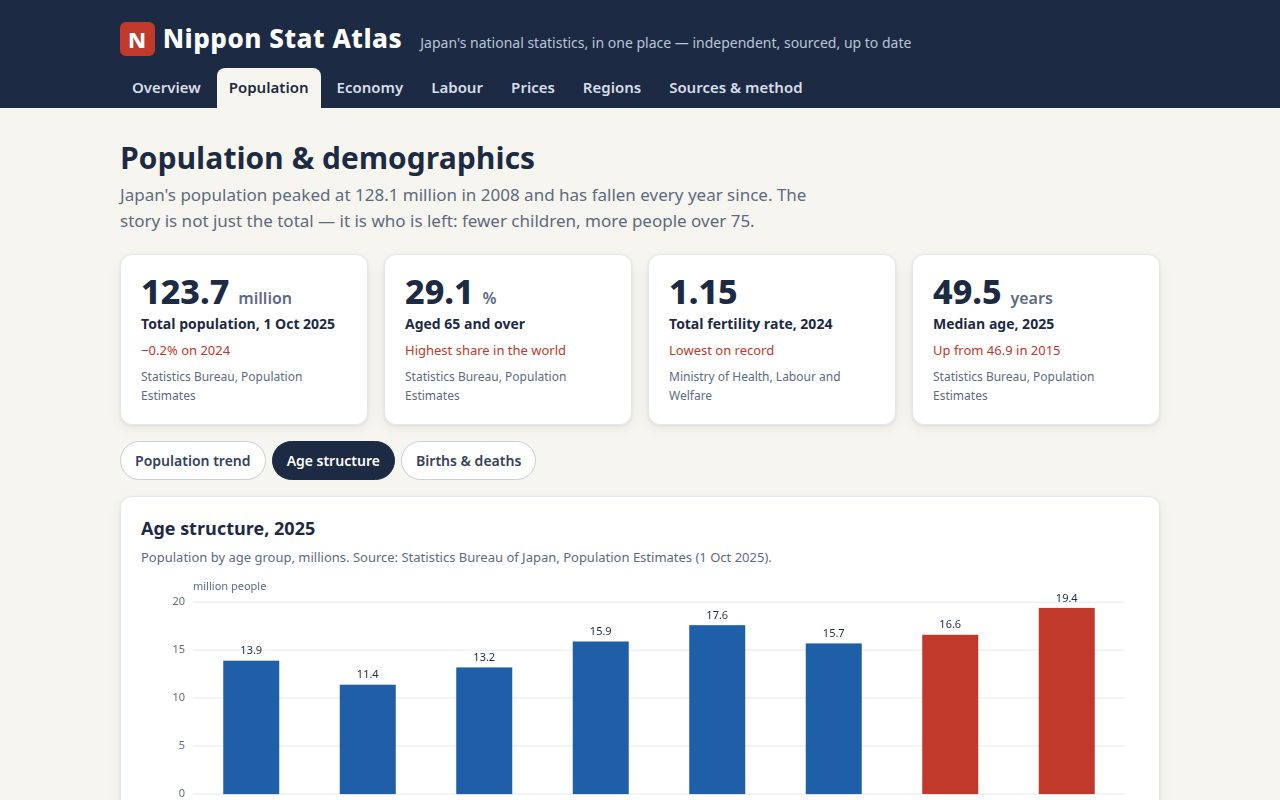 N Nippon Stat Atlas Japan's national statistics, in one place — independent, sourced, up to date
Overview Population Economy Labour Prices Regions Sources & method
Population & demographics
Japan's population peaked at 128.1 million in 2008 and has fallen every year since. The
story is not just the total — it is who is left: fewer children, more people over 75.
123.7 million
Total population, 1 Oct 2025
−0.2% on 2024
Statistics Bureau, Population
Estimates
29.1 %
Aged 65 and over
Highest share in the world
Statistics Bureau, Population
Estimates
1.15
Total fertility rate, 2024
Lowest on record
Ministry of Health, Labour and
Welfare
49.5 years
Median age, 2025
Up from 46.9 in 2015
Statistics Bureau, Population
Estimates
Population trend Age structure Births & deaths
Age structure, 2025
Population by age group, millions. Source: Statistics Bureau of Japan, Population Estimates (1 Oct 2025).
million people
20
15
10
5
0
13.9
11.4
13.2
15.9
17.6
15.7
16.6
19.4